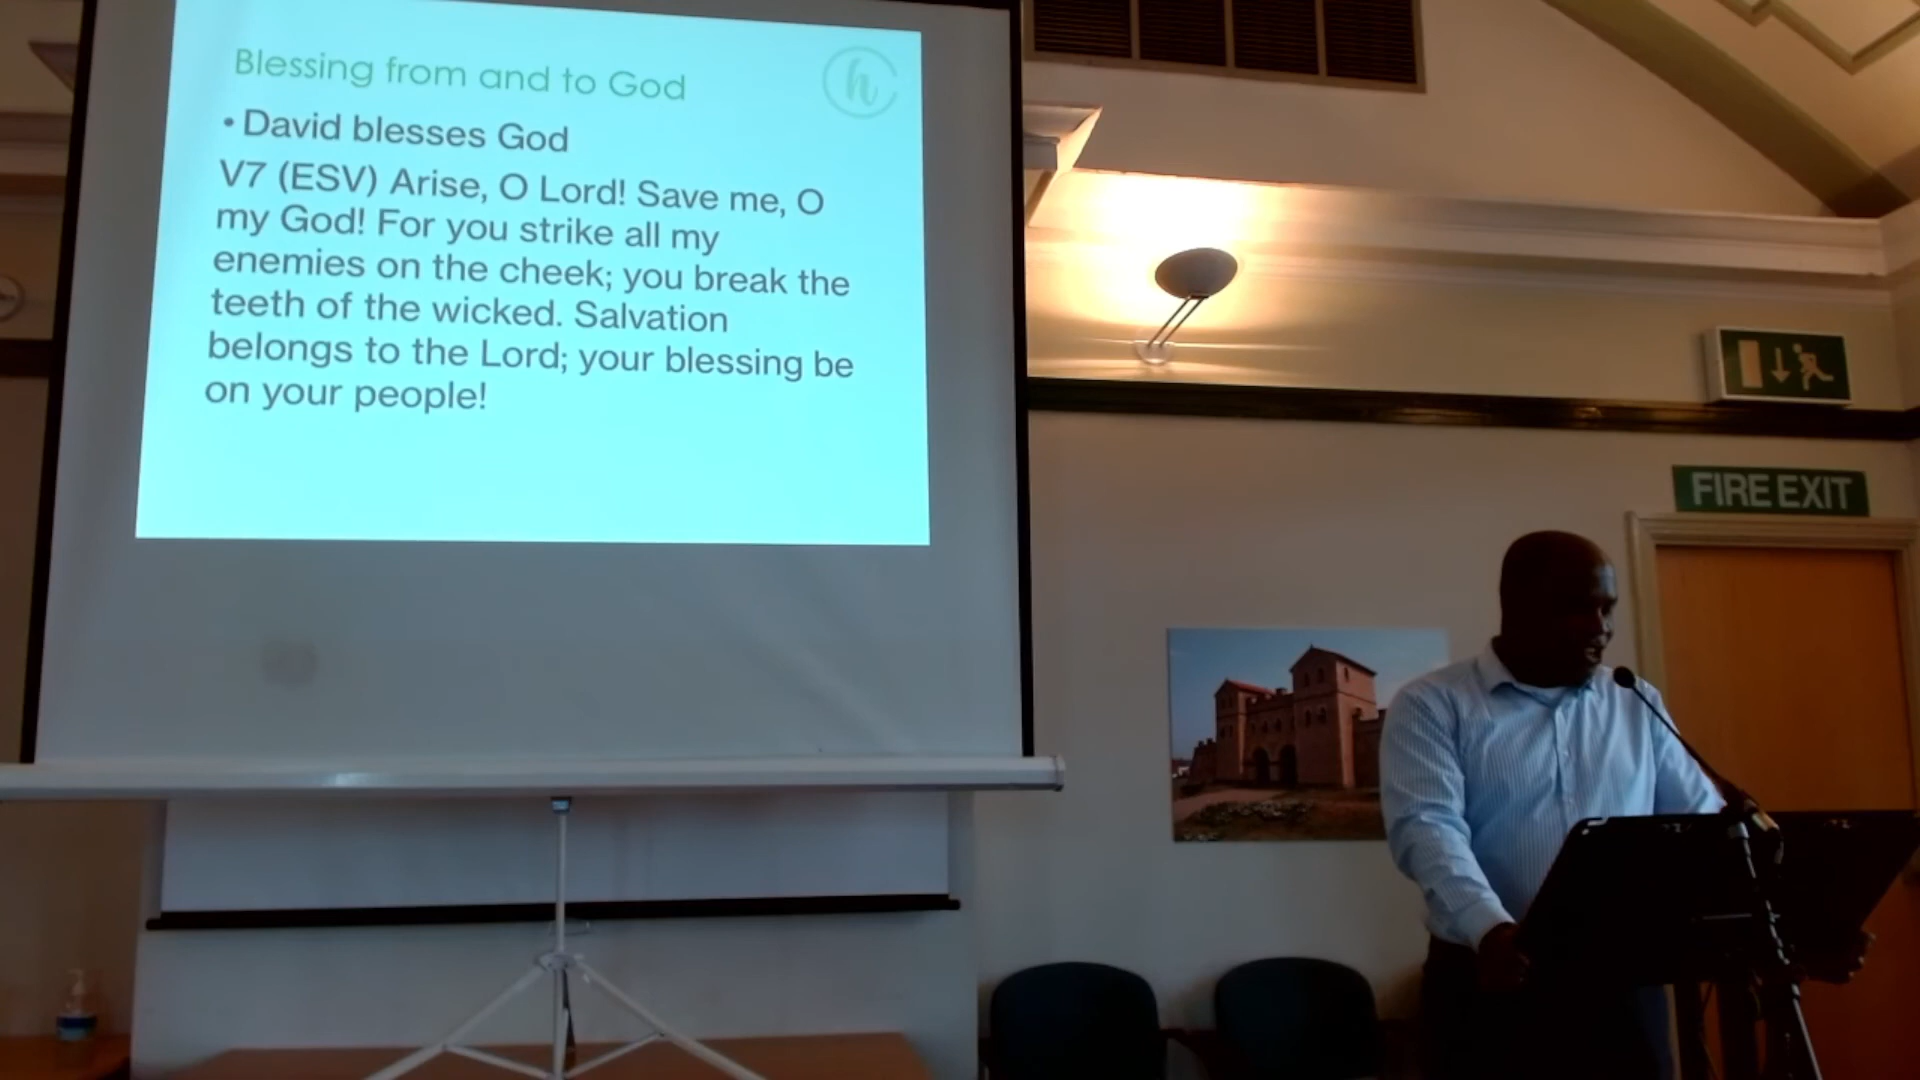 Blessing from and to God
h
• David blesses God
V7 (ESV) Arise, O Lord! Save me, O
my God! For you strike all my
enemies on the cheek; you break the
teeth of the wicked. Salvation
belongs to the Lord; your blessing be
on your people!
FIRE EXIT